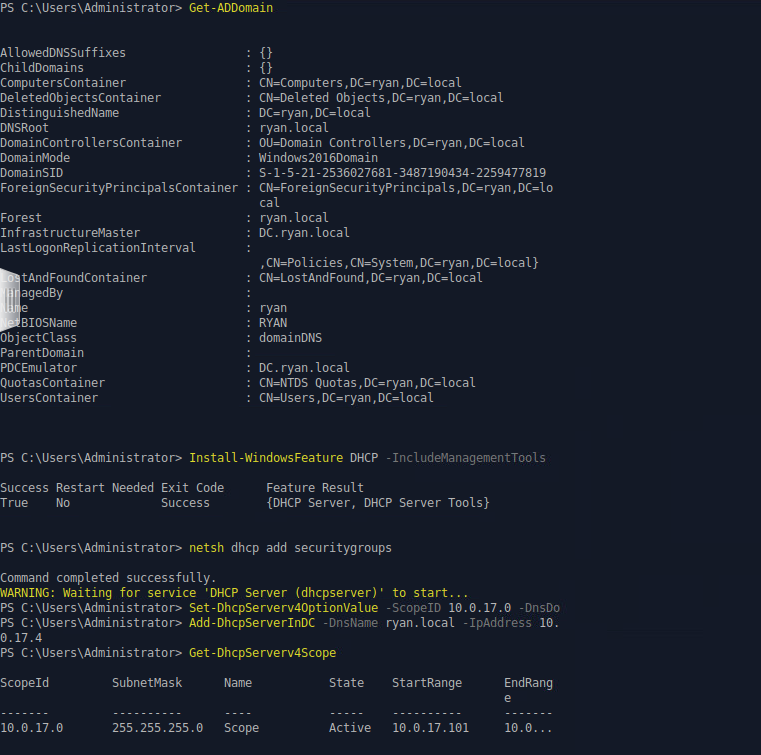 PS C:\Users\Administrator> Get-ADDomain
AllowedDNSSuffixes : {}
ChildDomains : {}
ComputersContainer : CN=Computers,DC=ryan,DC=local
DeletedObjectsContainer : CN=Deleted Objects,DC=ryan,DC=local
DistinguishedName : DC=ryan,DC=local
DNSRoot : ryan.local
DomainControllersContainer : OU=Domain Controllers,DC=ryan,DC=local
DomainMode : Windows2016Domain
DomainSID : S-1-5-21-2536027681-3487190434-2259477819
ForeignSecurityPrincipalsContainer : CN=ForeignSecurityPrincipals,DC=ryan,DC=lo
cal
Forest : ryan.local
InfrastructureMaster : DC.ryan.local
LastLogonReplicationInterval :
,CN=Policies,CN=System,DC=ryan,DC=local}
LostAndFoundContainer : CN=LostAndFound,DC=ryan,DC=local
ManagedBy :
Name : ryan
NetBIOSName : RYAN
ObjectClass : domainDNS
ParentDomain :
PDCEmulator : DC.ryan.local
QuotasContainer : CN=NTDS Quotas,DC=ryan,DC=local
UsersContainer : CN=Users,DC=ryan,DC=local
PS C:\Users\Administrator> Install-WindowsFeature DHCP -IncludeManagementTools
Success Restart Needed Exit Code Feature Result
True No Success {DHCP Server, DHCP Server Tools}
PS C:\Users\Administrator> netsh dhcp add securitygroups
Command completed successfully.
WARNING: Waiting for service 'DHCP Server (dhcpserver)' to start...
PS C:\Users\Administrator> Set-DhcpServerv4OptionValue -ScopeID 10.0.17.0 -DnsDo
PS C:\Users\Administrator> Add-DhcpServerInDC -DnsName ryan.local -IpAddress 10.
0.17.4
PS C:\Users\Administrator> Get-DhcpServerv4Scope
ScopeId SubnetMask Name State StartRange EndRang
e
------- ---------- ---- ----- ---------- -------
10.0.17.0 255.255.255.0 Scope Active 10.0.17.101 10.0...